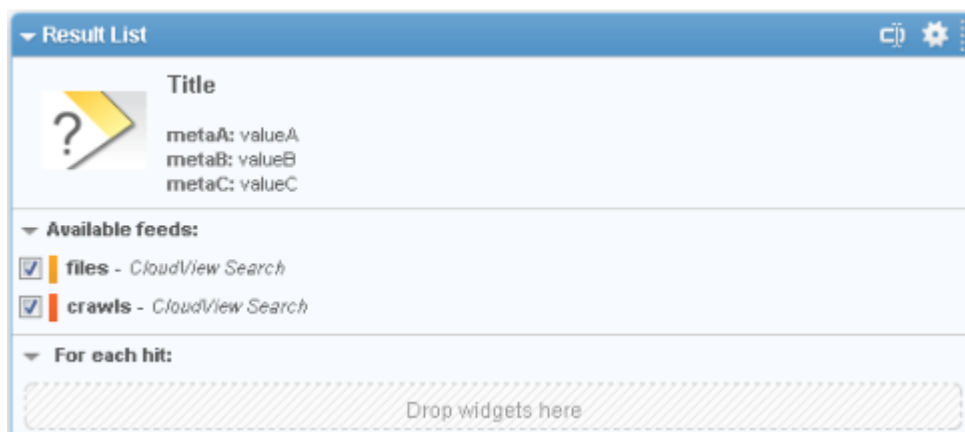 Result List
Title
?
metaA: valueA
metaB: valueB
metaC: valueC
Available feeds:
files - CloudView Search
crawls - CloudView Search
For each hit:
Drop widgets here